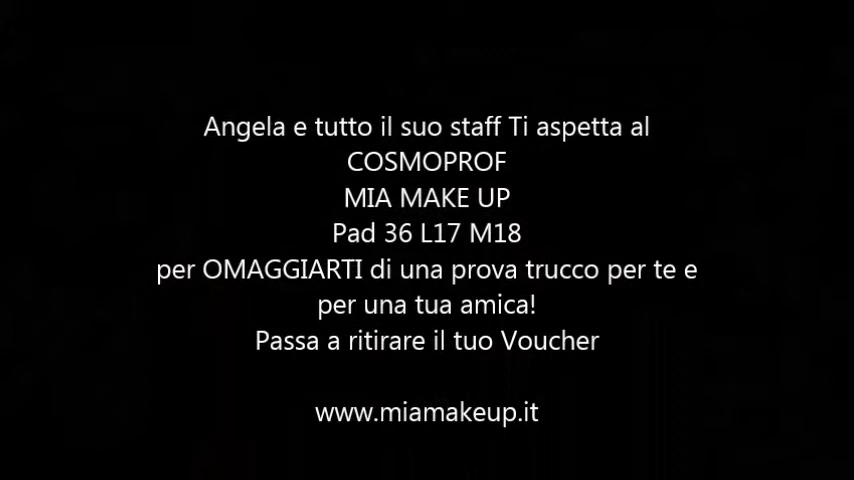 Angela e tutto il suo staff Ti aspetta al
COSMOPROF
MIA MAKE UP
Pad 36 L17 M18
per OMAGGIARTI di una prova trucco per te e
per una tua amica!
Passa a ritirare il tuo Voucher
www.miamakeup.it